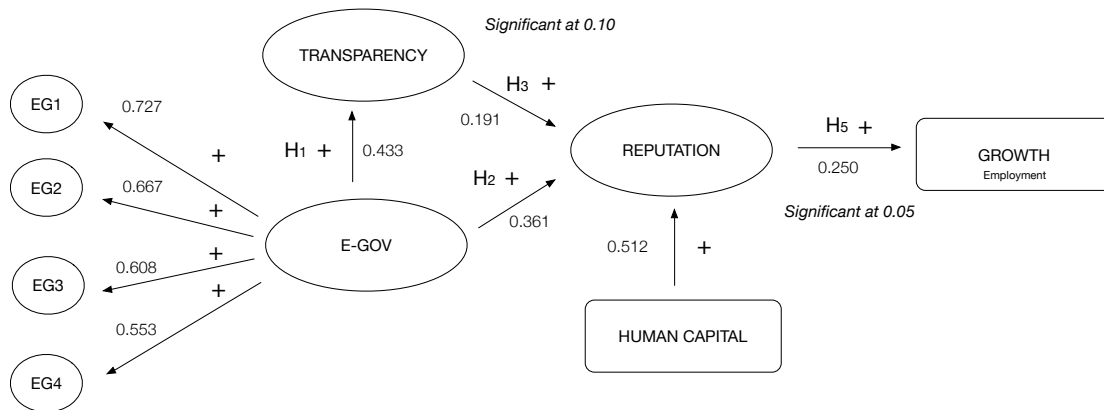 Significant at 0.10
TRANSPARENCY
H3 +
0.191
EG1
0.727
+
H1 +
0.433
REPUTATION
H5 +
0.250
GROWTH
Employment
EG2
0.667
+
H2 +
0.361
Significant at 0.05
E-GOV
0.512
+
EG3
0.608
+
+
0.553
HUMAN CAPITAL
EG4